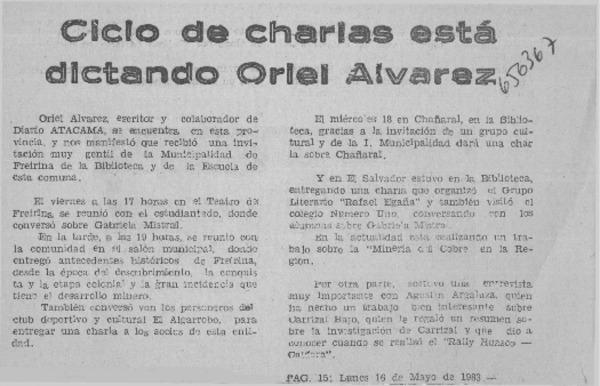 Ciclo de charlas está
dictando Oriel Alvarez
650367
Oriel Alvarez, escritor y colaborador de
Diario ATACAMA, se encuentra en esta pro-
vincia, y nos manifestó que recibió una invi-
tación muy gentil de la Municipalidad de
Freirina de la Biblioteca y de la Escuela de
esta comuna.
El viernes a las 17 horas en el Teatro de
Freirina, se reunió con el estudiantado, donde
conversó sobre Gabriela Mistral.
En la tarde, a las 19 horas, se reunió con
la comunidad en el salón municipal, donde
entregó antecedentes históricos de Freirina,
desde la época del descubrimiento, la conquis
ta y la etapa colonial y la gran incidencia que
tiene el desarrollo minero.
También conversó von los personeros del
club deportivo y cultural El Algarrobo, para
entregar una charla a los socios de esta enti-
dad.
El miércoles 18 en Chañaral, en la Biblio-
teca, gracias a la invitación de un grupo cul-
tural y de la I. Municipalidad dará una char
la sobre Chañaral.
Y en El Salvador estuvo en la Biblioteca,
entregando una charla que organizó el Grupo
Literario "Rafael Egaña" y también visitó el
colegio Número Uno, conversando con los
alumnos sobre Gabriela Mistral.
En la actualidad está realizando un tra-
bajo sobre la "Minería del Cobre en la Re-
gión.
Por otra parte, sostuvo una entrevista
muy importante con Agustín Argaluza, quien
ha hecho un trabajo bien interesante sobre
Carrizal Bajo, quien le regaló un resumen so-
bre la investigación de Carrizal y que dio a
conocer cuando se realizó el "Rally Huasco —
Caldera".
PAG. 15; Lunes 16 de Mayo de 1983 —